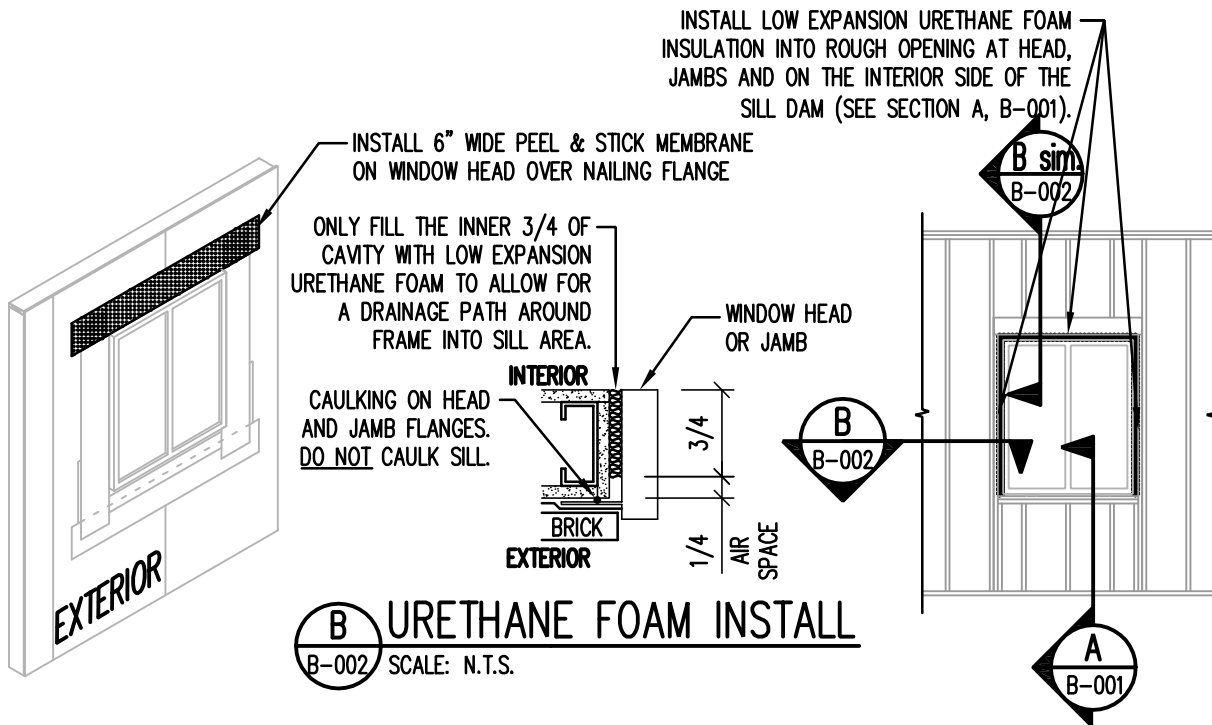 INSTALL LOW EXPANSION URETHANE FOAM
INSULATION INTO ROUGH OPENING AT HEAD,
JAMBS AND ON THE INTERIOR SIDE OF THE
SILL DAM (SEE SECTION A, B-001).
INSTALL 6" WIDE PEEL & STICK MEMBRANE
ON WINDOW HEAD OVER NAILING FLANGE
B sim.
B-002
ONLY FILL THE INNER 3/4 OF
CAVITY WITH LOW EXPANSION
URETHANE FOAM TO ALLOW FOR
A DRAINAGE PATH AROUND
FRAME INTO SILL AREA.
WINDOW HEAD
OR JAMB
INTERIOR
CAULKING ON HEAD
AND JAMB FLANGES.
DO NOT CAULK SILL.
3/4
B
B-002
BRICK
EXTERIOR
1/4
AIR
SPACE
EXTERIOR
B
B-002
URETHANE FOAM INSTALL
SCALE: N.T.S.
A
B-001